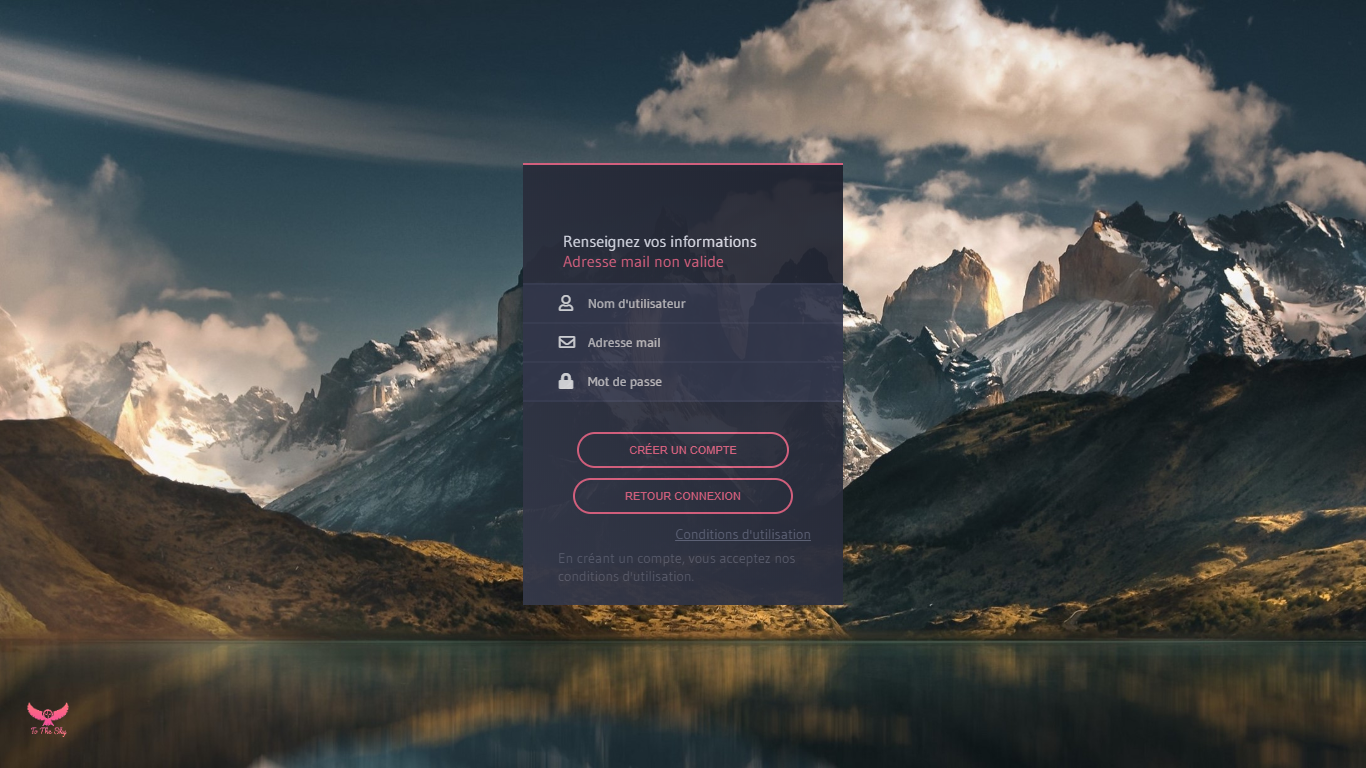 Renseignez vos informations
Adresse mail non valide
Nom d'utilisateur
Adresse mail
Mot de passe
CRÉER UN COMPTE
RETOUR CONNEXION
Conditions d'utilisation
En créant un compte, vous acceptez nos
conditions d'utilisation.
To The Sky